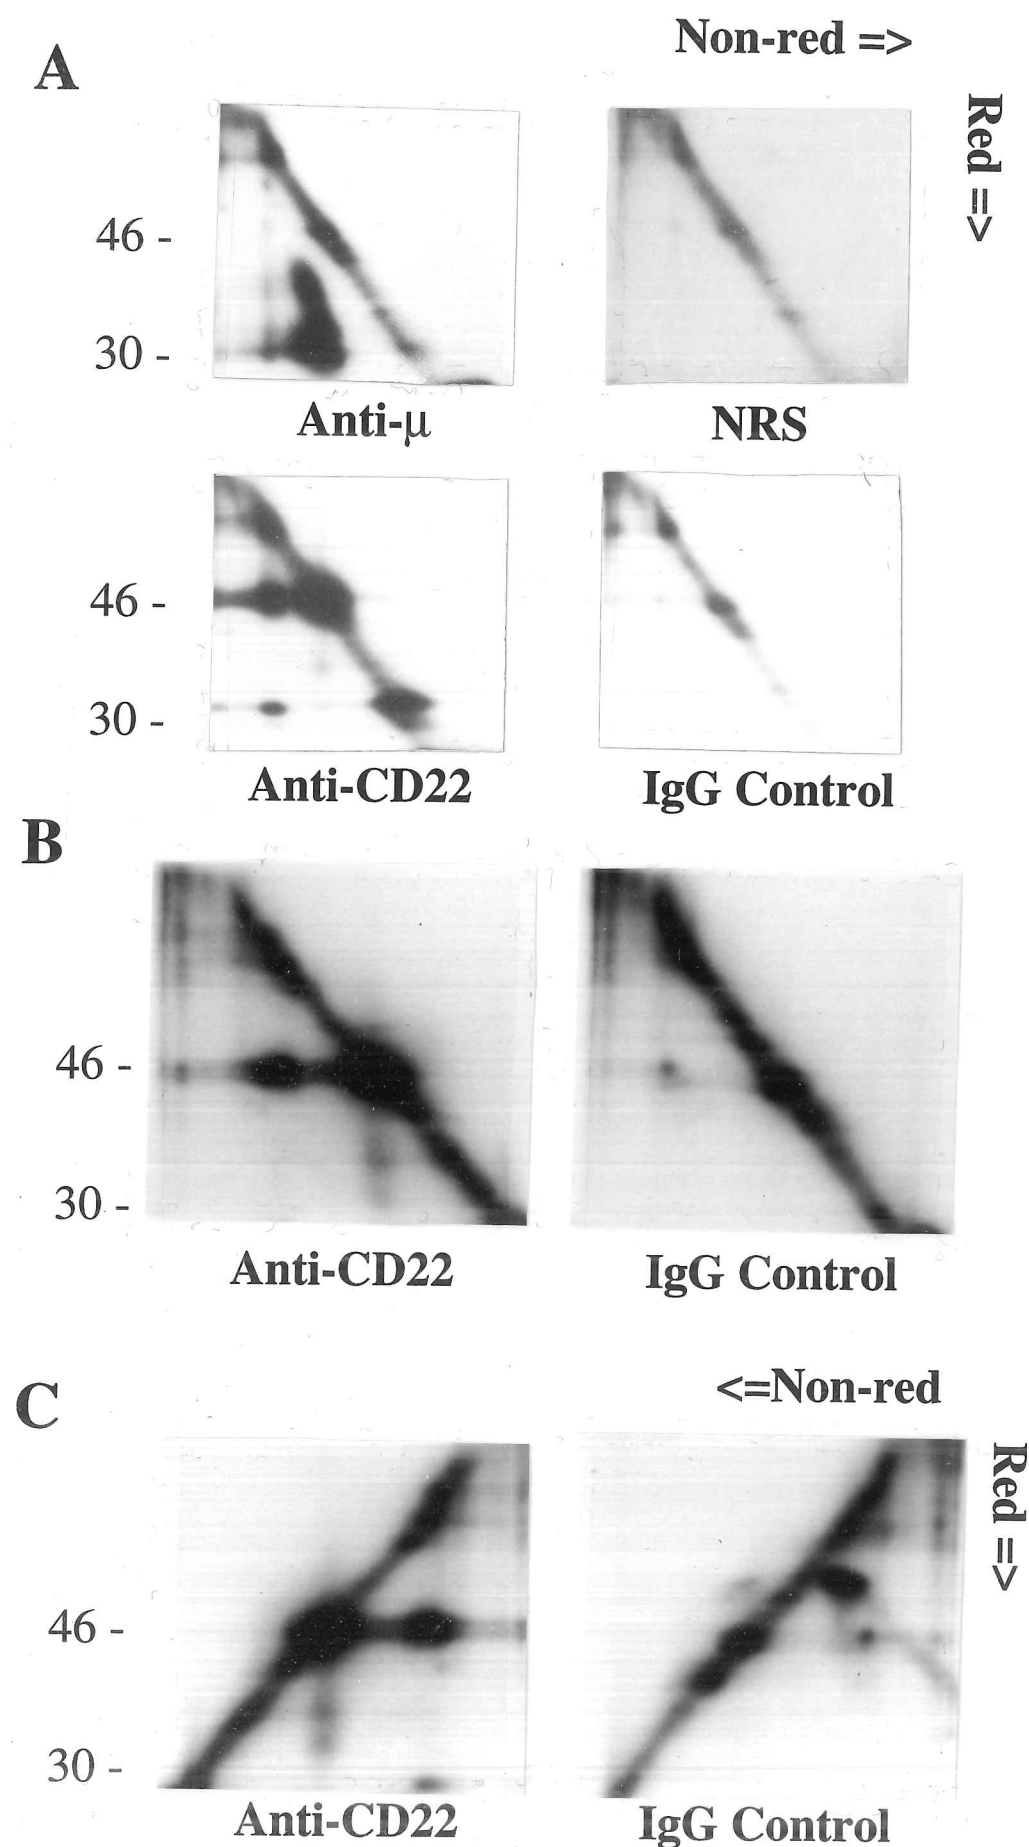 A
Non-red =>
Red =>
46 -
30 -
Anti-µ
NRS
46 -
30 -
Anti-CD22
IgG Control
B
46 -
30 -
Anti-CD22
IgG Control
C
<=Non-red
Red =>
46 -
30 -
Anti-CD22
IgG Control